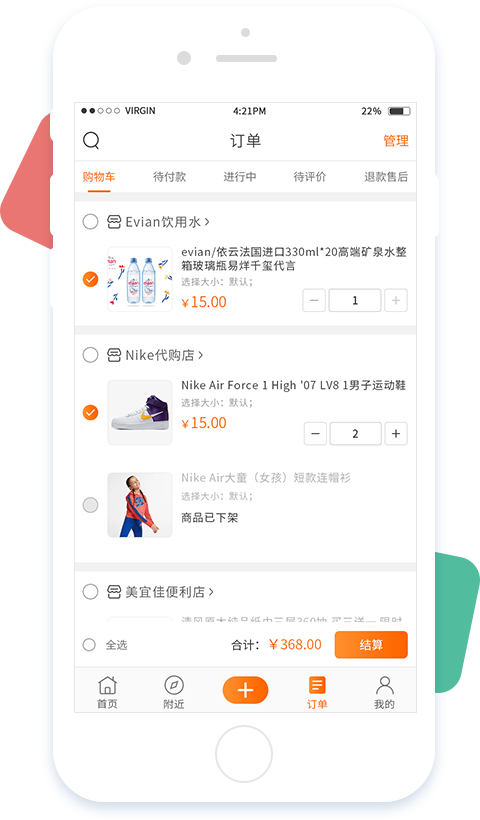 VIRGIN 4:21PM 22%
订单 管理
购物车 待付款 进行中 待评价 退款售后
Evian饮用水
evian/依云法国进口330ml*20高端矿泉水整
箱玻璃瓶易烊千玺代言
选择大小：默认；
￥15.00 1
Nike代购店
Nike Air Force 1 High '07 LV8 1男子运动鞋
选择大小：默认；
￥15.00 2
Nike Air大童（女孩）短款连帽衫
选择大小：默认；
商品已下架
美宜佳便利店
全选 合计：￥368.00 结算
首页 附近 订单 我的